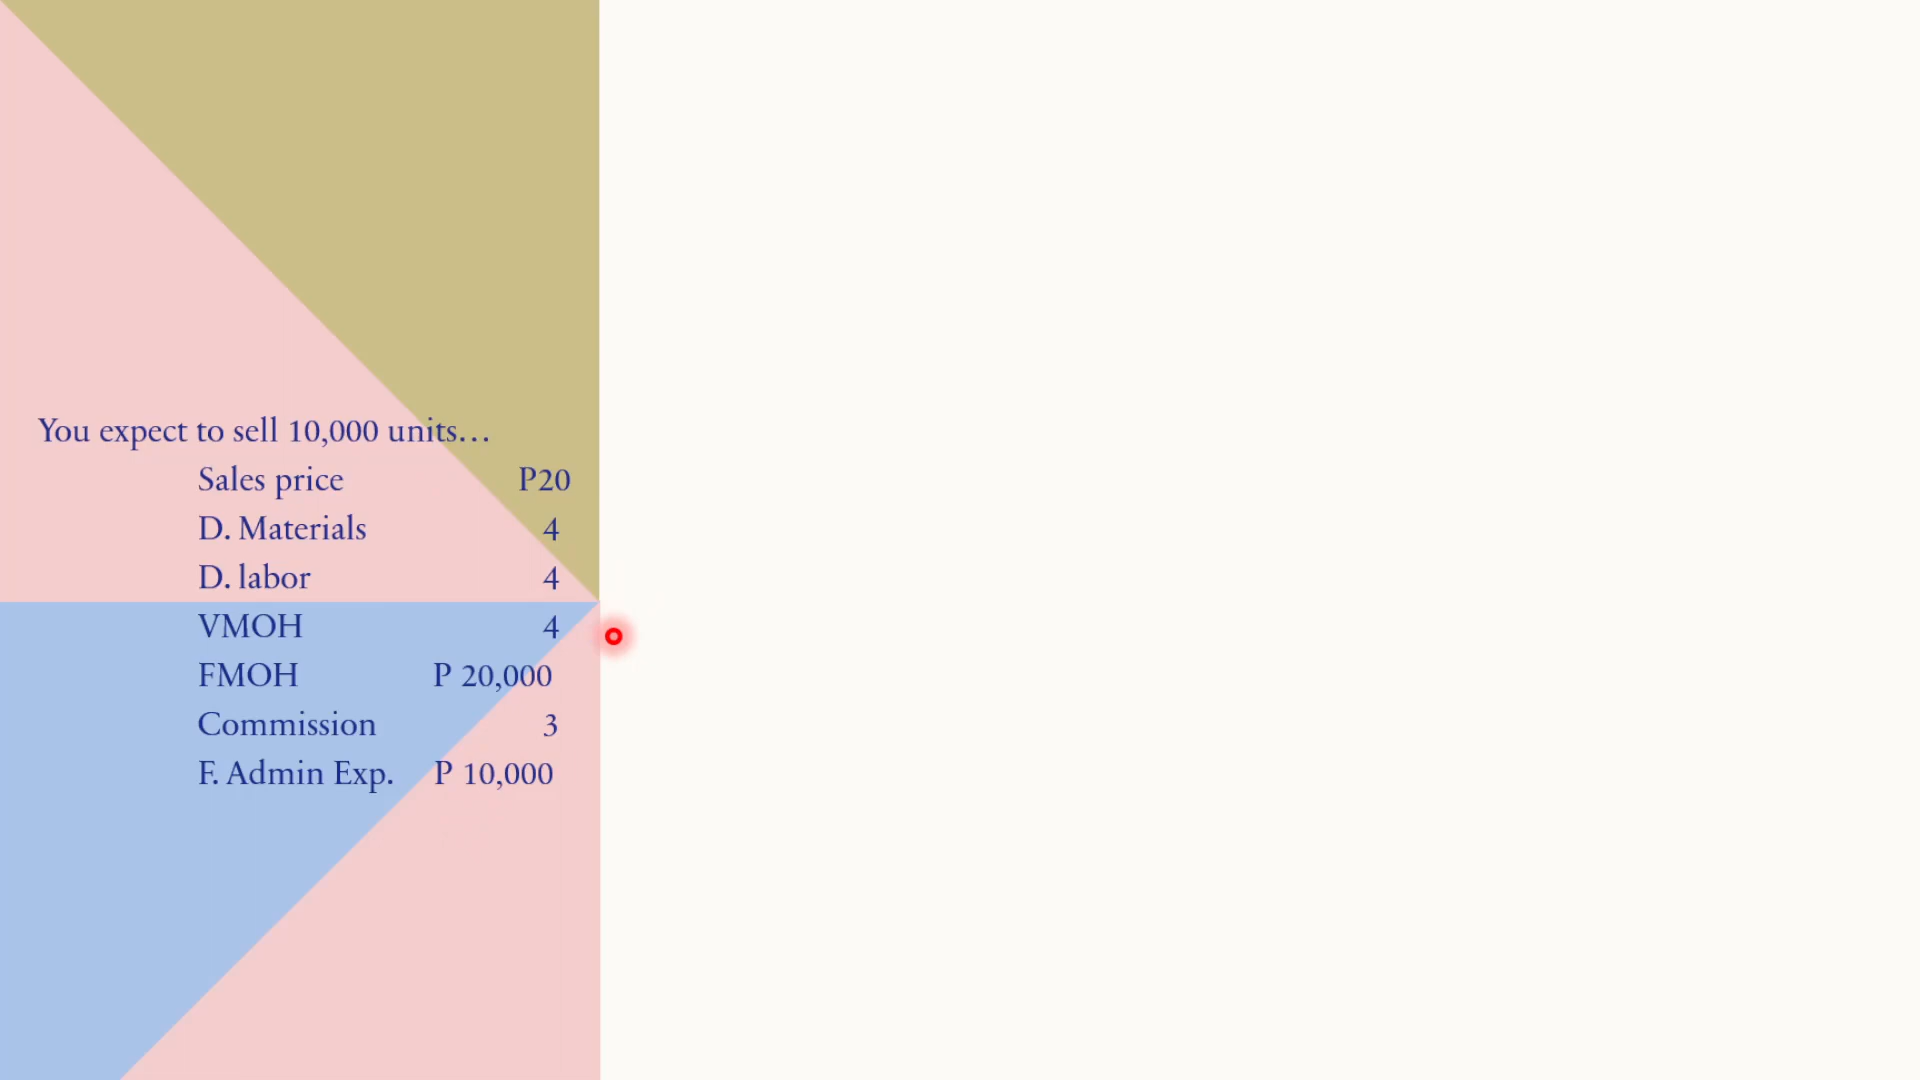 You expect to sell 10,000 units…
Sales price P20
D. Materials 4
D. labor 4
VMOH 4
FMOH P 20,000
Commission 3
F. Admin Exp. P 10,000